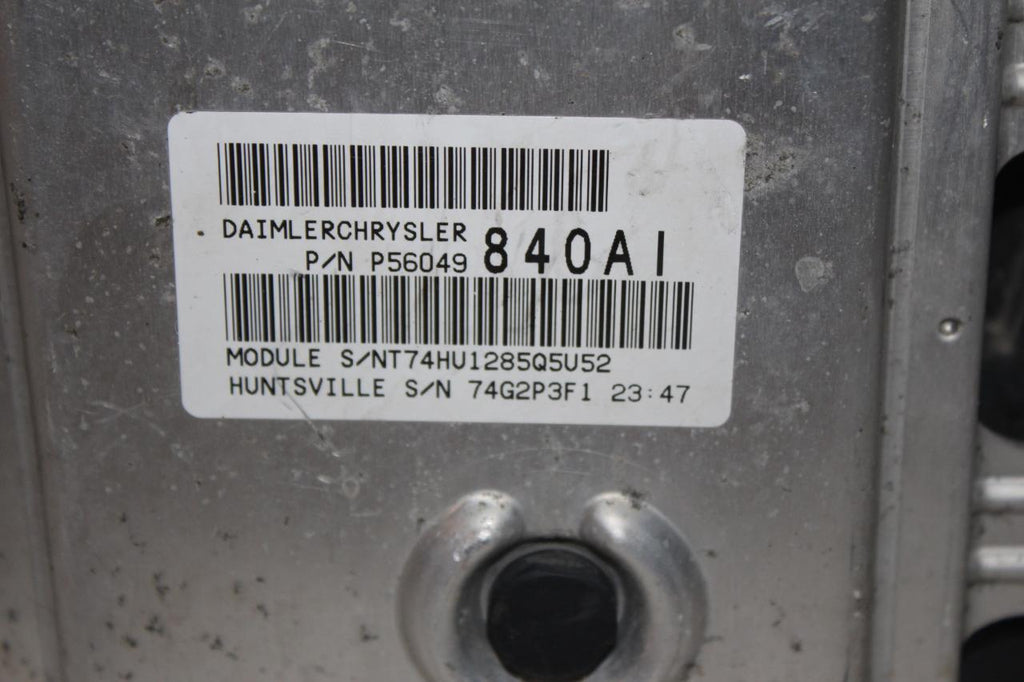 DAIMLERCHRYSLER
P/N P56049 840AI
MODULE S/NT74HU1285Q5U52
HUNTSVILLE S/N 74G2P3F1 23:47